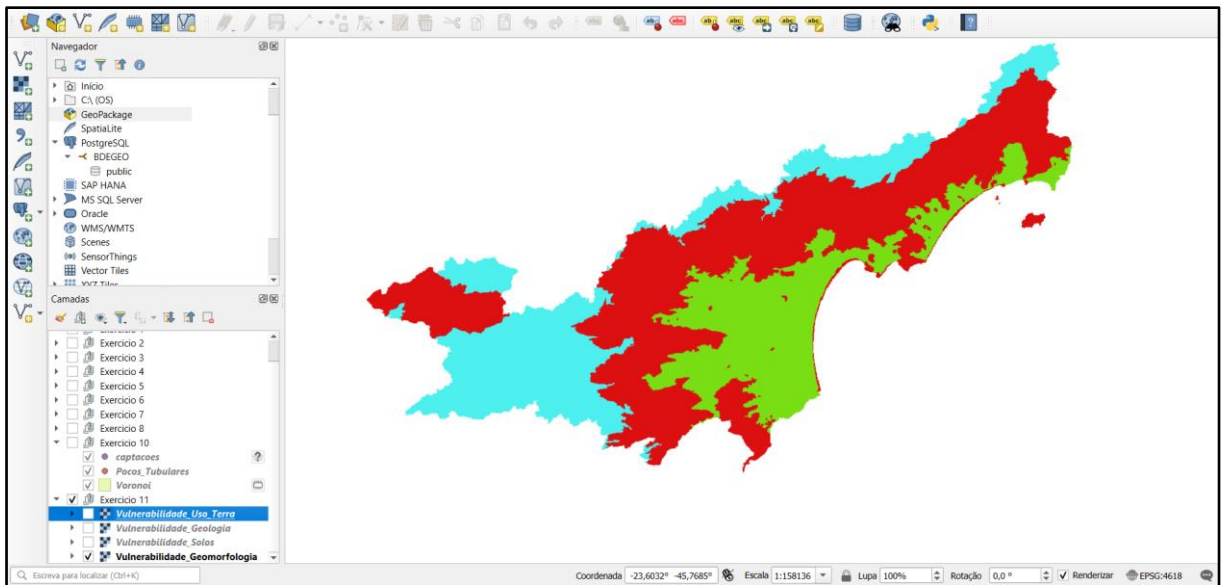 Navegador
Início
C:\ (OS)
GeoPackage
SpatiaLite
PostgreSQL
BDEGEO
public
SAP HANA
MS SQL Server
Oracle
WMS/WMTS
Scenes
SensorThings
Vector Tiles
XYZ Tiles
Camadas
Exercicio 2
Exercicio 3
Exercicio 4
Exercicio 5
Exercicio 6
Exercicio 7
Exercicio 8
Exercicio 10
captacoes
Pocos_Tubulares
Voronoi
Exercicio 11
Vulnerabilidade_Uso_Terra
Vulnerabilidade_Geologia
Vulnerabilidade_Solos
Vulnerabilidade_Geomorfologia
Escreva para localizar (Ctrl+K) Coordenada -23,6032° -45,7685° Escala 1:158136 Lupa 100% Rotação 0,0 ° Renderizar EPSG:4618